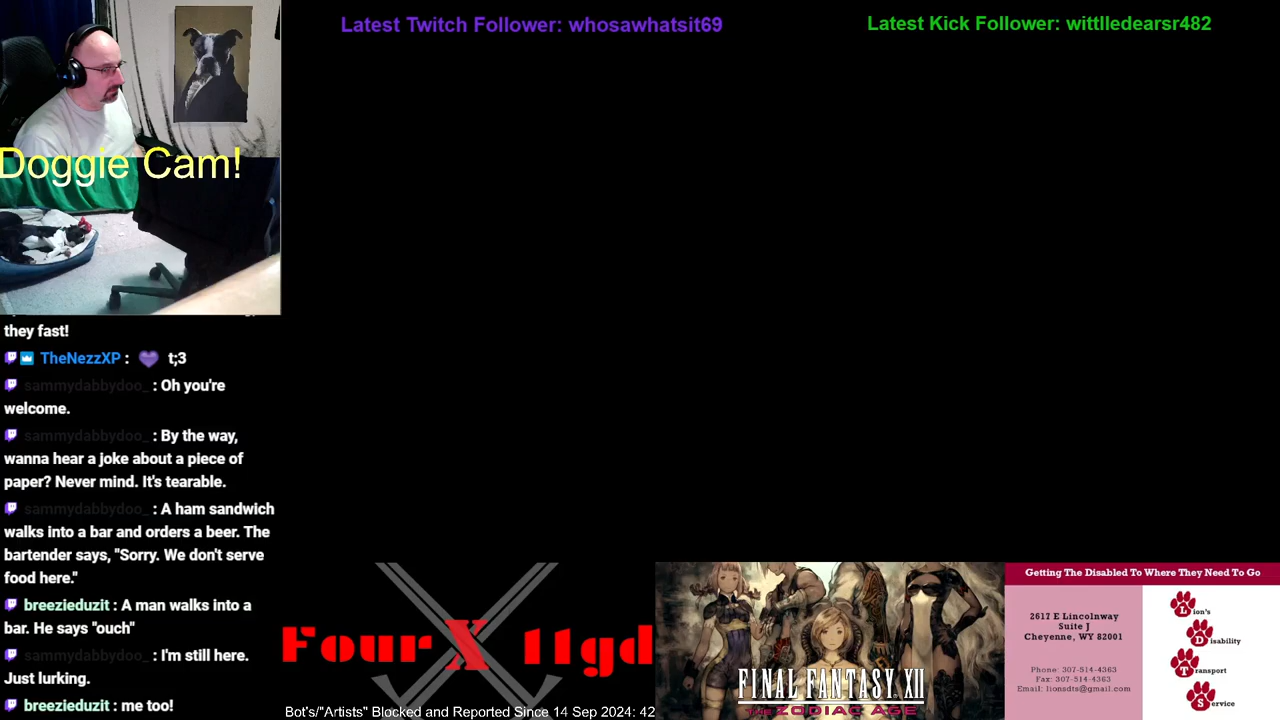 Latest Twitch Follower: whosawhatsit69
Latest Kick Follower: wittlledearsr482
Doggie Cam!
they fast!
TheNezzXP : t;3
sammydabbydoo_ : Oh you're
welcome.
sammydabbydoo_ : By the way,
wanna hear a joke about a piece of
paper? Never mind. It's tearable.
sammydabbydoo_ : A ham sandwich
walks into a bar and orders a beer. The
bartender says, "Sorry. We don't serve
food here."
breezieduzit : A man walks into a
bar. He says "ouch"
sammydabbydoo_ : I'm still here.
Just lurking.
breezieduzit : me too!
Four X 11gd
Bot's/"Artists" Blocked and Reported Since 14 Sep 2024: 42
FINAL FANTASY XII
THE ZODIAC AGE
Getting The Disabled To Where They Need To Go
2617 E Lincolnway
Suite J
Cheyenne, WY 82001
Phone: 307-514-4363
Fax: 307-514-4363
Email: lionsdts@gmail.com
Lion's
Disability
Transport
Service